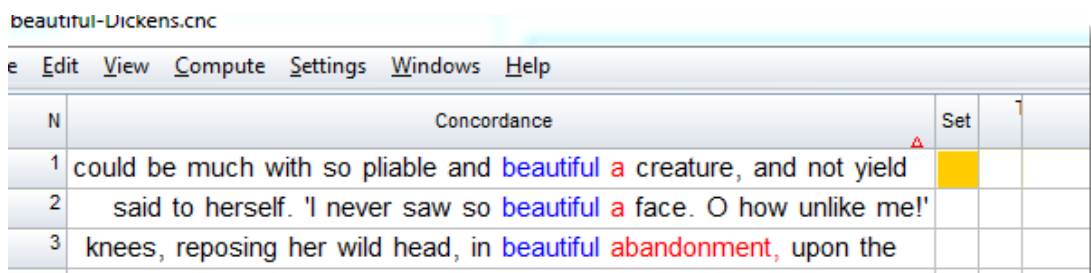 beautiful-Dickens.cnc
e Edit View Compute Settings Windows Help
N Concordance Set T
1 could be much with so pliable and beautiful a creature, and not yield
2 said to herself. 'I never saw so beautiful a face. O how unlike me!'
3 knees, reposing her wild head, in beautiful abandonment, upon the